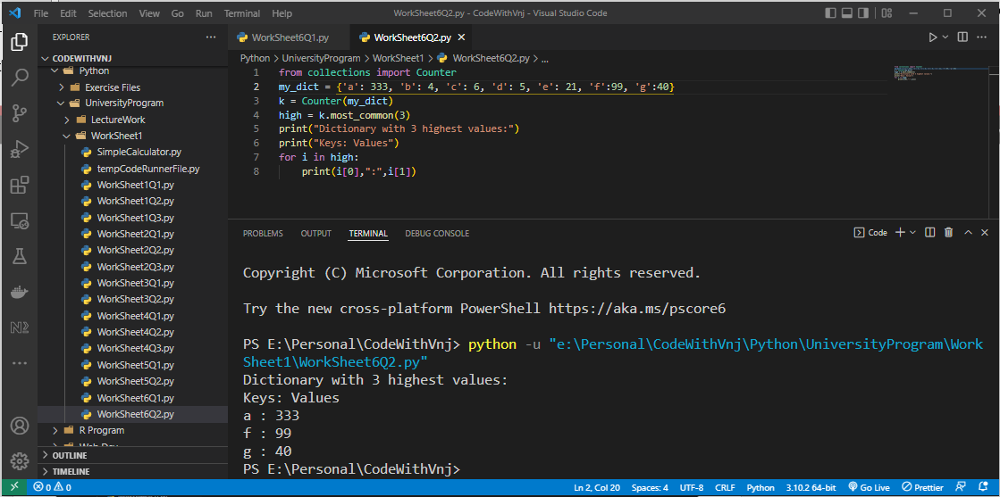 File Edit Selection View Go Run Terminal Help WorkSheet6Q2.py - CodeWithVnj - Visual Studio Code
EXPLORER
CODEWITHVNJ
Python
Exercise Files
UniversityProgram
LectureWork
WorkSheet1
SimpleCalculator.py
tempCodeRunnerFile.py
WorkSheet1Q1.py
WorkSheet1Q2.py
WorkSheet1Q3.py
WorkSheet2Q1.py
WorkSheet2Q2.py
WorkSheet2Q3.py
WorkSheet3Q1.py
WorkSheet3Q2.py
WorkSheet4Q1.py
WorkSheet4Q2.py
WorkSheet4Q3.py
WorkSheet5Q1.py
WorkSheet5Q2.py
WorkSheet6Q1.py
WorkSheet6Q2.py
R Program
Web Dev
OUTLINE
TIMELINE
WorkSheet6Q1.py WorkSheet6Q2.py
Python > UniversityProgram > WorkSheet1 > WorkSheet6Q2.py > ...
1 from collections import Counter
2 my_dict = {'a': 333, 'b': 4, 'c': 6, 'd': 5, 'e': 21, 'f':99, 'g':40}
3 k = Counter(my_dict)
4 high = k.most_common(3)
5 print("Dictionary with 3 highest values:")
6 print("Keys: Values")
7 for i in high:
8 print(i[0],":",i[1])
PROBLEMS OUTPUT TERMINAL DEBUG CONSOLE Code
Copyright (C) Microsoft Corporation. All rights reserved.
Try the new cross-platform PowerShell https://aka.ms/pscore6
PS E:\Personal\CodeWithVnj> python -u "e:\Personal\CodeWithVnj\Python\UniversityProgram\Work
Sheet1\WorkSheet6Q2.py"
Dictionary with 3 highest values:
Keys: Values
a : 333
f : 99
g : 40
PS E:\Personal\CodeWithVnj>
0 0 Ln 2, Col 20 Spaces: 4 UTF-8 CRLF Python 3.10.2 64-bit Go Live Prettier